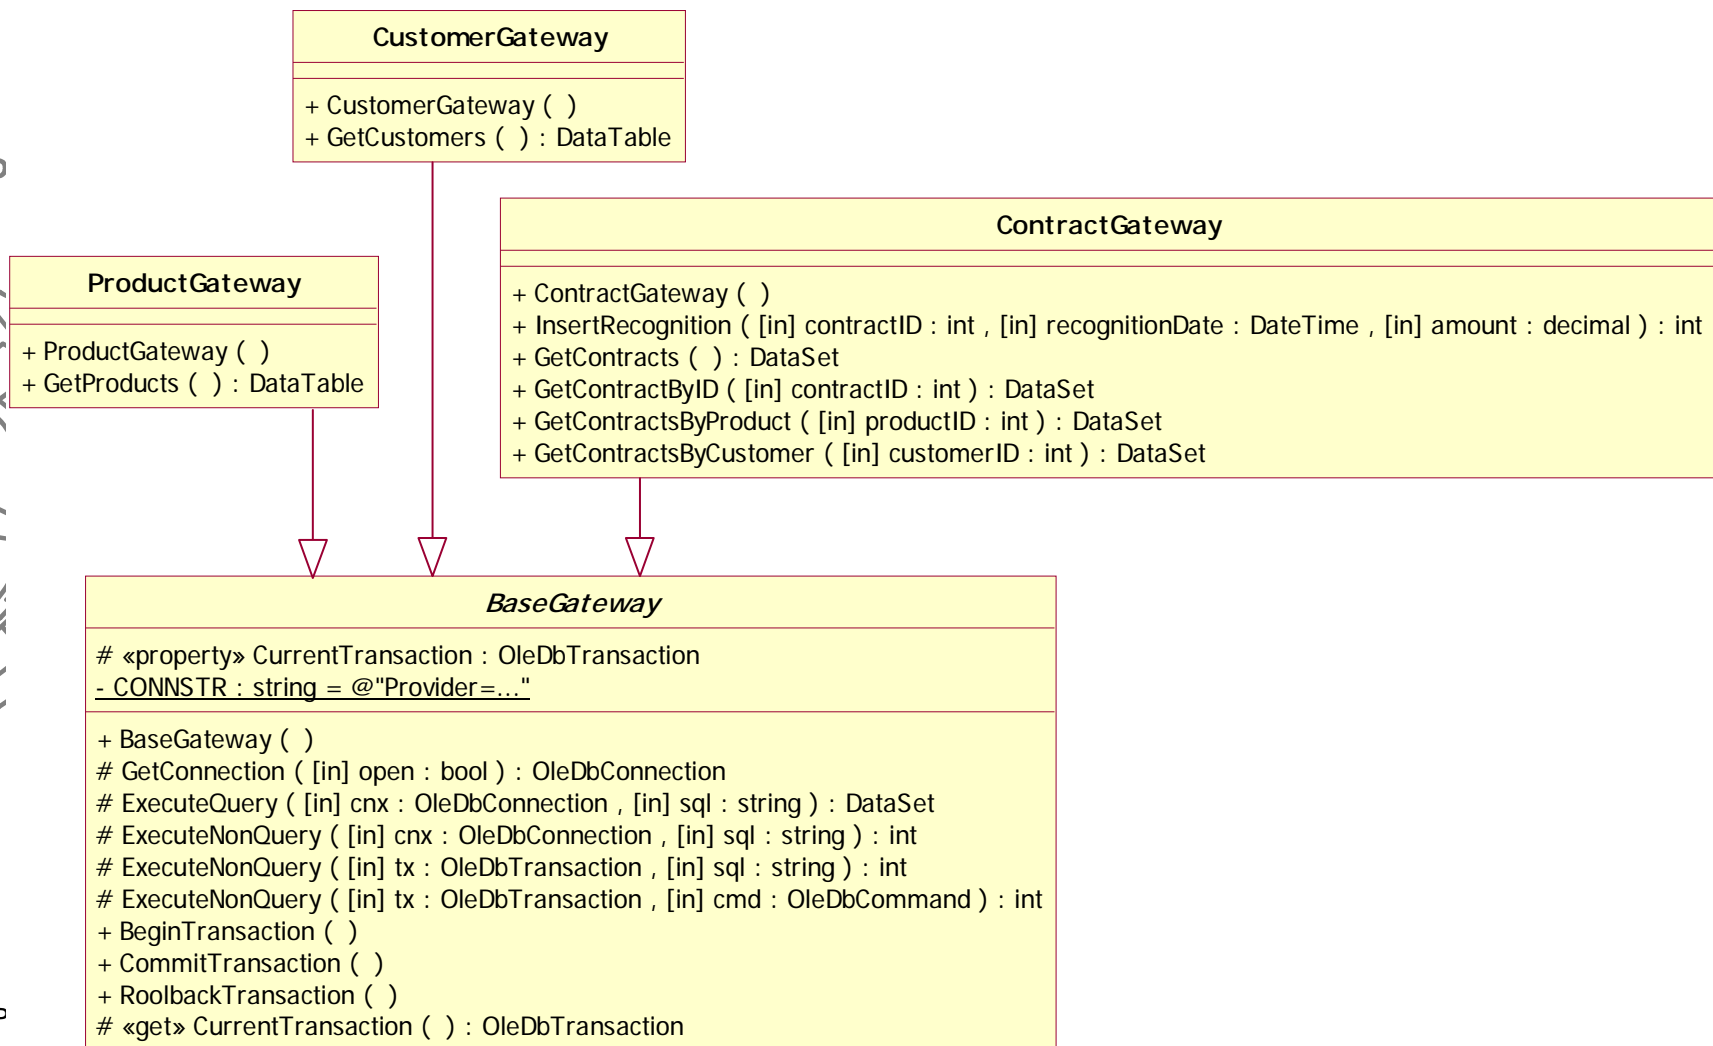 CustomerGateway
+ CustomerGateway ( )
+ GetCustomers ( ) : DataTable
ContractGateway
+ ContractGateway ( )
+ InsertRecognition ( [in] contractID : int , [in] recognitionDate : DateTime , [in] amount : decimal ) : int
+ GetContracts ( ) : DataSet
+ GetContractByID ( [in] contractID : int ) : DataSet
+ GetContractsByProduct ( [in] productID : int ) : DataSet
+ GetContractsByCustomer ( [in] customerID : int ) : DataSet
ProductGateway
+ ProductGateway ( )
+ GetProducts ( ) : DataTable
BaseGateway
# «property» CurrentTransaction : OleDbTransaction
- CONNSTR : string = @"Provider=..."
+ BaseGateway ( )
# GetConnection ( [in] open : bool ) : OleDbConnection
# ExecuteQuery ( [in] cnx : OleDbConnection , [in] sql : string ) : DataSet
# ExecuteNonQuery ( [in] cnx : OleDbConnection , [in] sql : string ) : int
# ExecuteNonQuery ( [in] tx : OleDbTransaction , [in] sql : string ) : int
# ExecuteNonQuery ( [in] tx : OleDbTransaction , [in] cmd : OleDbCommand ) : int
+ BeginTransaction ( )
+ CommitTransaction ( )
+ RoolbackTransaction ( )
# «get» CurrentTransaction ( ) : OleDbTransaction